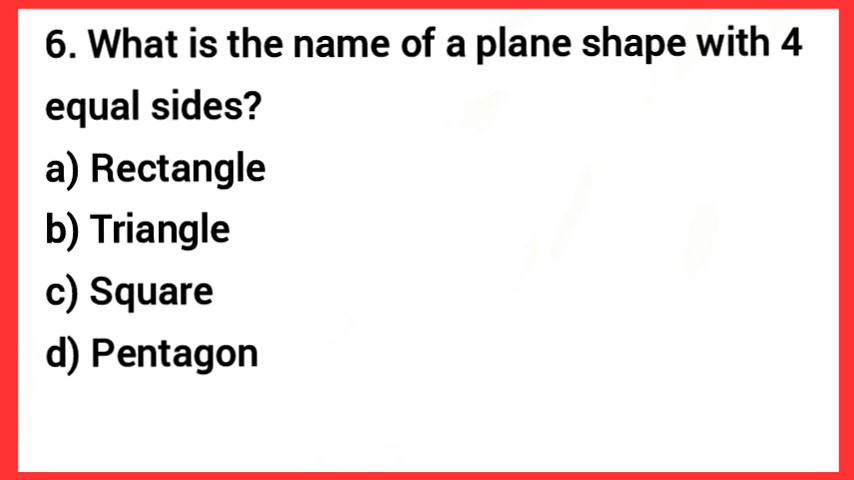 6. What is the name of a plane shape with 4
equal sides?
a) Rectangle
b) Triangle
c) Square
d) Pentagon